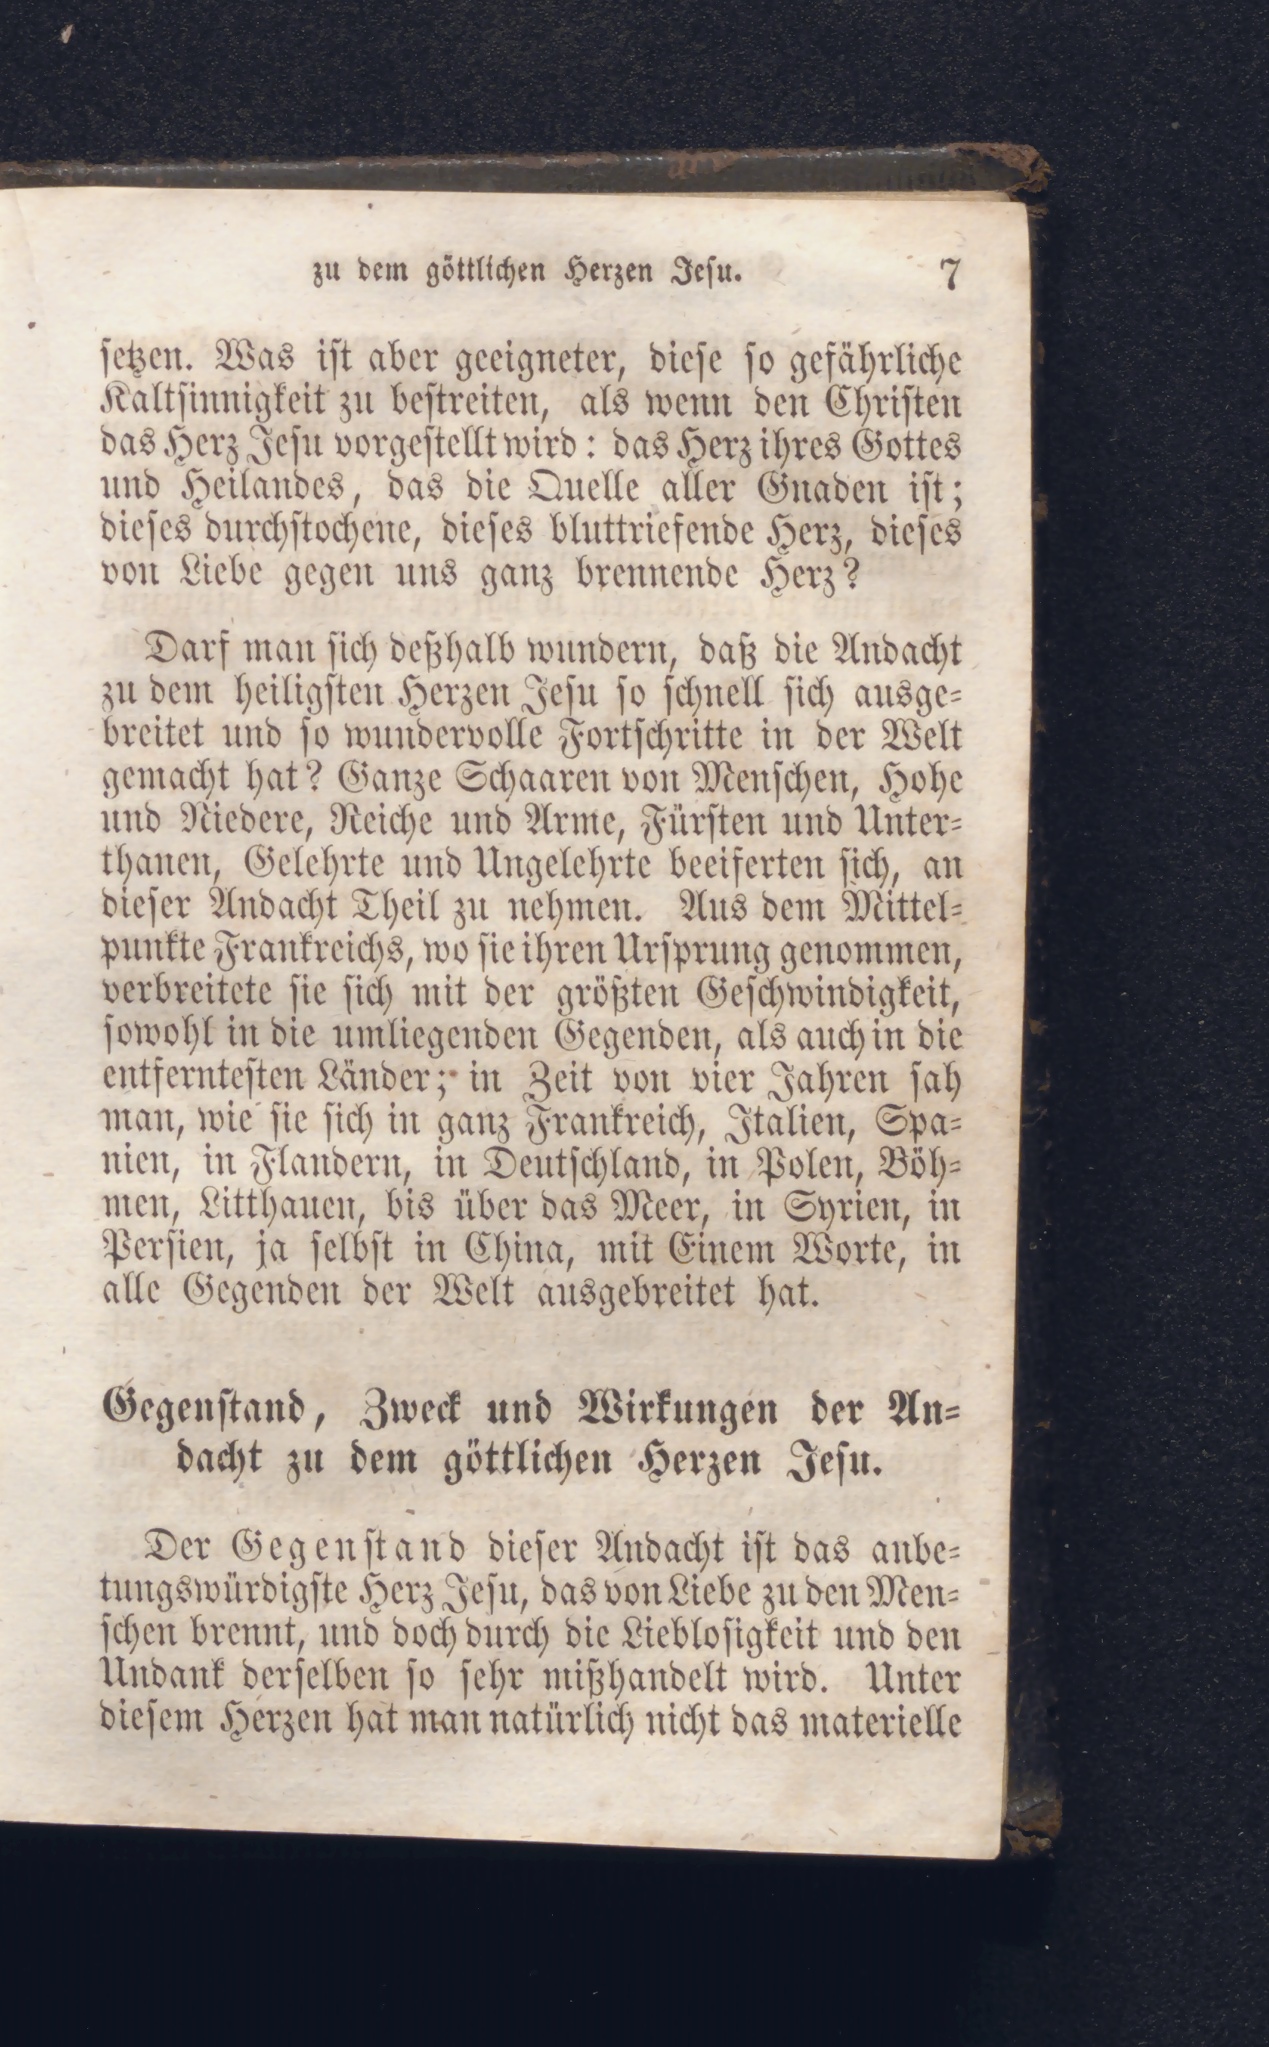 zu dem göttlichen Herzen Jesu. 7
setzen. Was ist aber geeigneter, diese so gefährliche
Kaltsinnigkeit zu bestreiten, als wenn den Christen
das Herz Jesu vorgestellt wird: das Herz ihres Gottes
und Heilandes, das die Quelle aller Gnaden ist;
dieses durchstochene, dieses bluttriefende Herz, dieses
von Liebe gegen uns ganz brennende Herz?
Darf man sich deßhalb wundern, daß die Andacht
zu dem heiligsten Herzen Jesu so schnell sich ausge-
breitet und so wundervolle Fortschritte in der Welt
gemacht hat? Ganze Schaaren von Menschen, Hohe
und Niedere, Reiche und Arme, Fürsten und Unter-
thanen, Gelehrte und Ungelehrte beeiferten sich, an
dieser Andacht Theil zu nehmen. Aus dem Mittel-
punkte Frankreichs, wo sie ihren Ursprung genommen,
verbreitete sie sich mit der größten Geschwindigkeit,
sowohl in die umliegenden Gegenden, als auch in die
entferntesten Länder; in Zeit von vier Jahren sah
man, wie sie sich in ganz Frankreich, Italien, Spa-
nien, in Flandern, in Deutschland, in Polen, Böh-
men, Litthauen, bis über das Meer, in Syrien, in
Persien, ja selbst in China, mit Einem Worte, in
alle Gegenden der Welt ausgebreitet hat.
Gegenstand, Zweck und Wirkungen der An-
dacht zu dem göttlichen Herzen Jesu.
Der Gegenstand dieser Andacht ist das anbe-
tungswürdigste Herz Jesu, das von Liebe zu den Men-
schen brennt, und doch durch die Lieblosigkeit und den
Undank derselben so sehr mißhandelt wird. Unter
diesem Herzen hat man natürlich nicht das materielle